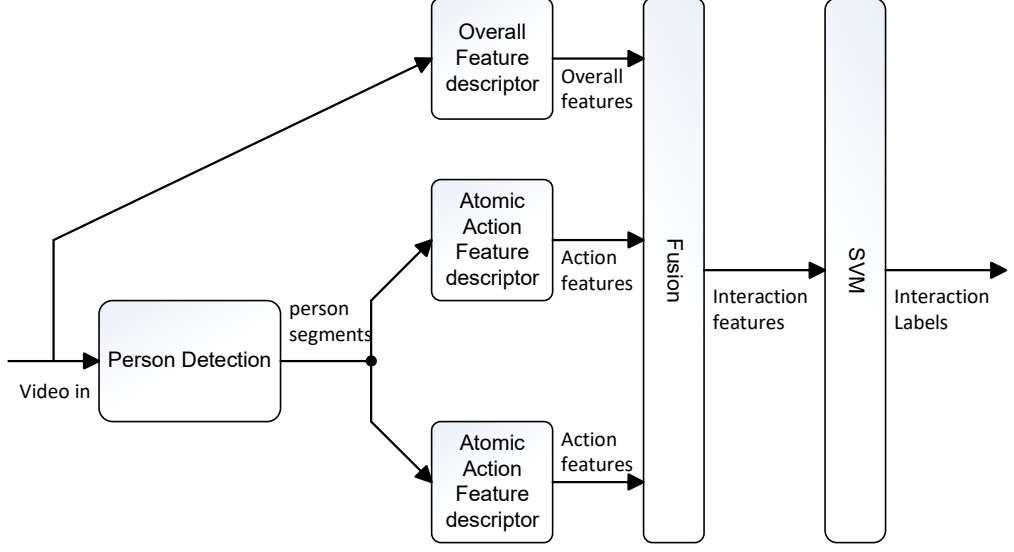 Overall
Feature
descriptor
Overall
features
Atomic
Action
Feature
descriptor
Action
features
person
segments
Person Detection
Video in
Atomic
Action
Feature
descriptor
Action
features
Fusion
Interaction
features
SVM
Interaction
Labels